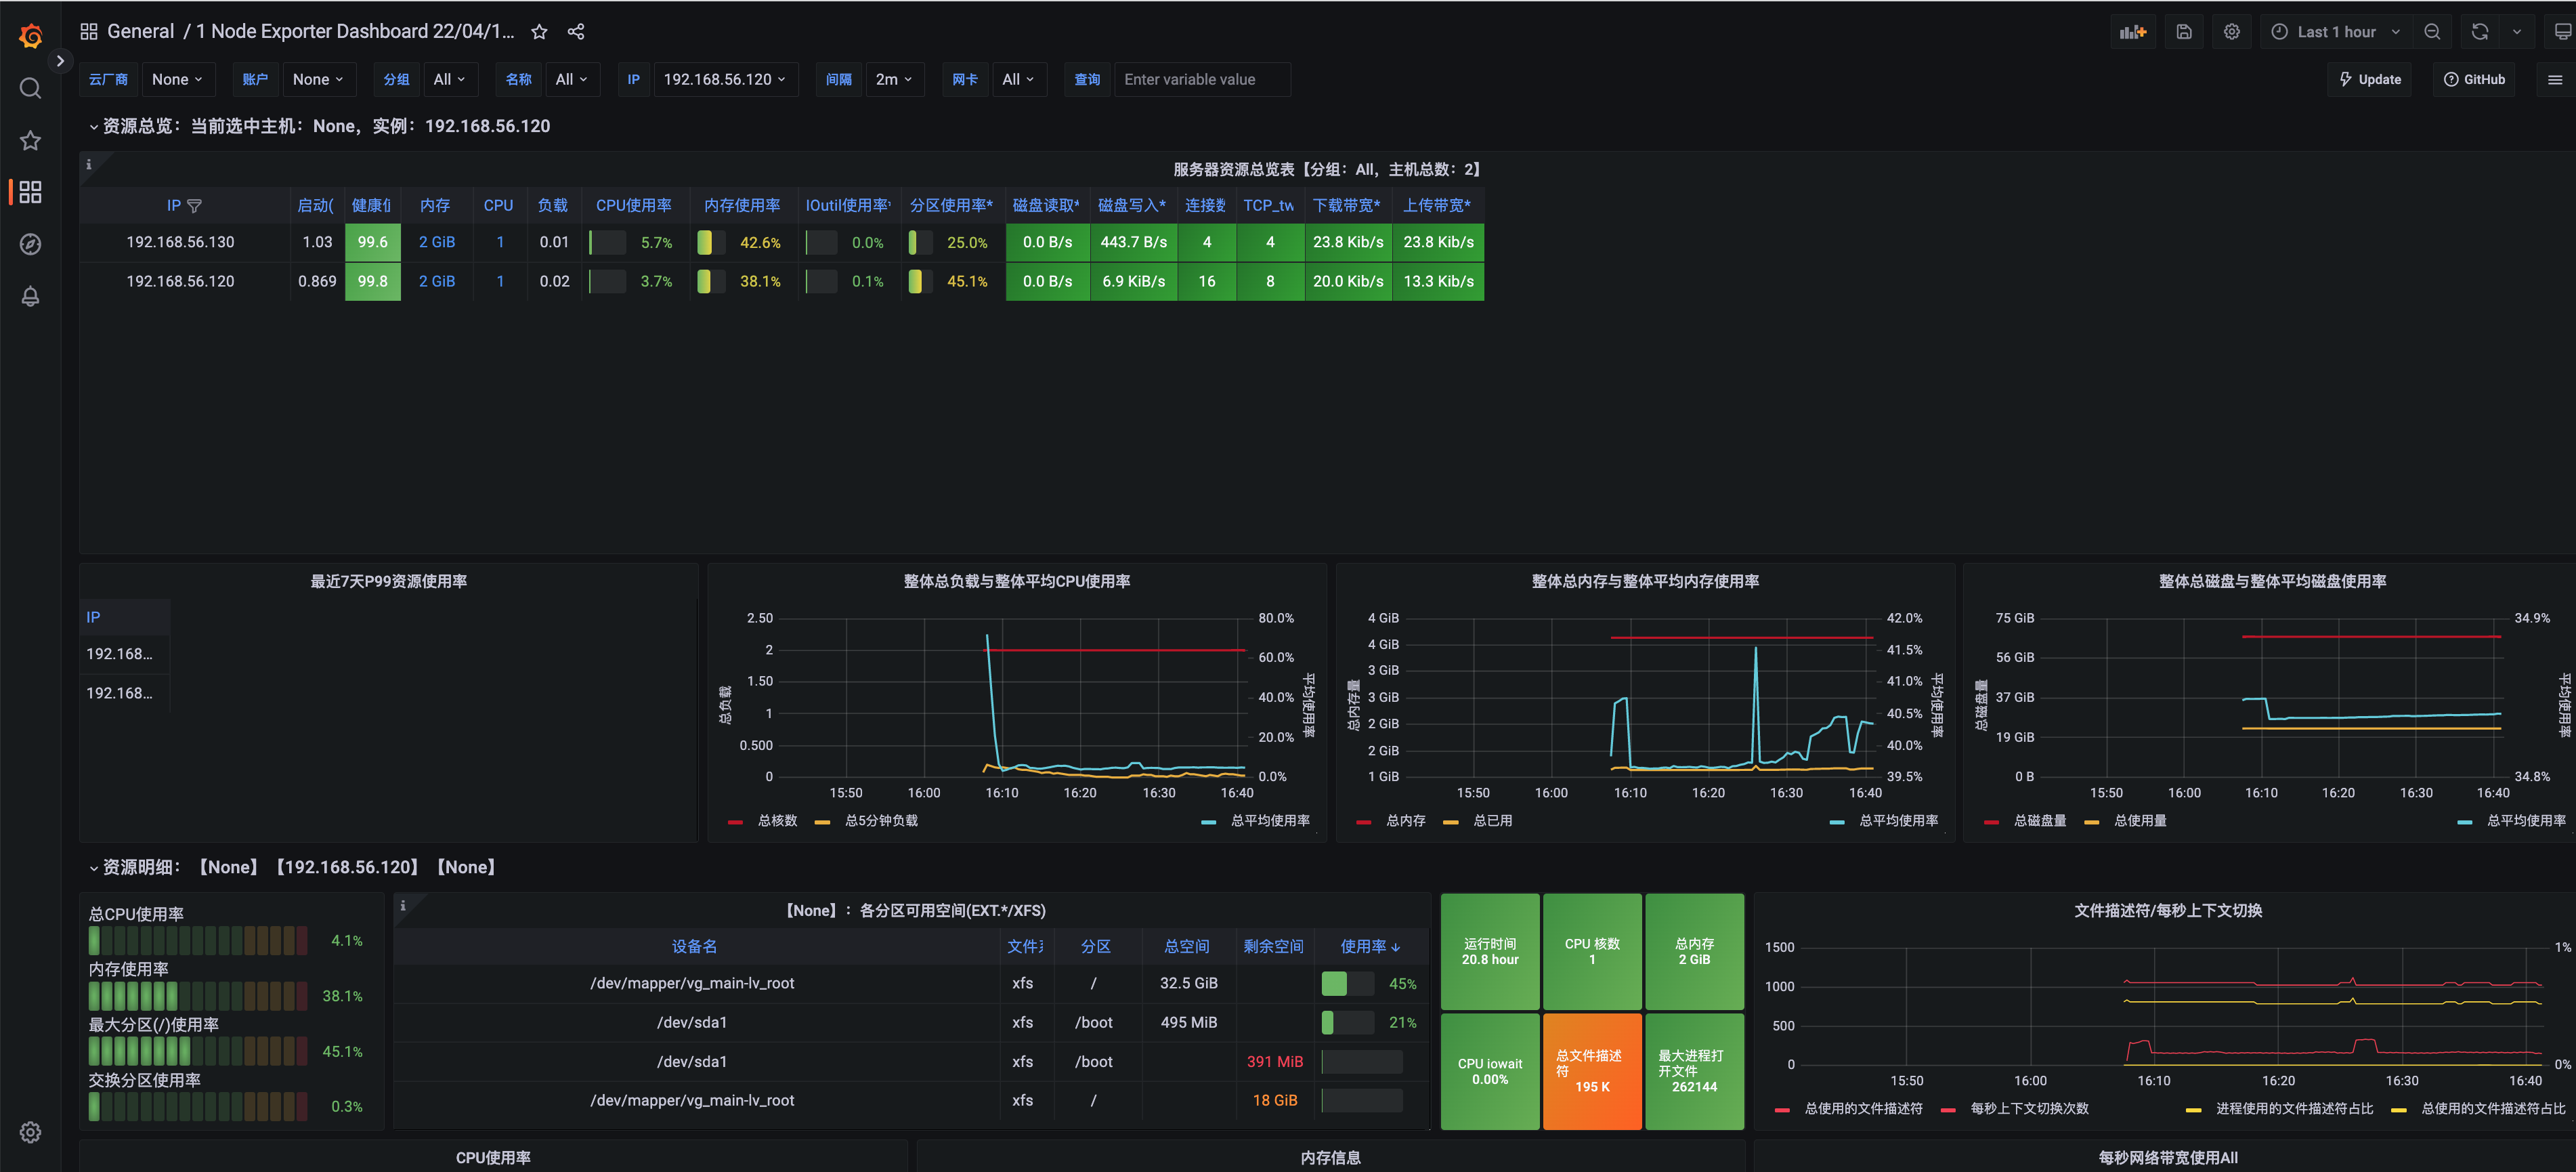 General / 1 Node Exporter Dashboard 22/04/1...
Last 1 hour
云厂商 None 账户 None 分组 All 名称 All IP 192.168.56.120 间隔 2m 网卡 All 查询 Enter variable value
Update GitHub
资源总览：当前选中主机：None，实例：192.168.56.120
服务器资源总览表【分组：All，主机总数：2】
IP 启动( 健康 内存 CPU 负载 CPU使用率 内存使用率 IOutil使用率 分区使用率* 磁盘读取* 磁盘写入* 连接数 TCP_tw 下载带宽* 上传带宽*
192.168.56.130 1.03 99.6 2 GiB 1 0.01 5.7% 42.6% 0.0% 25.0% 0.0 B/s 443.7 B/s 4 4 23.8 Kib/s 23.8 Kib/s
192.168.56.120 0.869 99.8 2 GiB 1 0.02 3.7% 38.1% 0.1% 45.1% 0.0 B/s 6.9 KiB/s 16 8 20.0 Kib/s 13.3 Kib/s
最近7天P99资源使用率
IP
192.168...
192.168...
整体总负载与整体平均CPU使用率
2.50
2
1.50
1
0.500
0
总负载
80.0%
60.0%
40.0%
20.0%
0.0%
平均使用率
15:50 16:00 16:10 16:20 16:30 16:40
总核数 总5分钟负载 总平均使用率
整体总内存与整体平均内存使用率
4 GiB
4 GiB
3 GiB
3 GiB
2 GiB
2 GiB
1 GiB
总内存量
42.0%
41.5%
41.0%
40.5%
40.0%
39.5%
平均使用率
15:50 16:00 16:10 16:20 16:30 16:40
总内存 总已用 总平均使用率
整体总磁盘与整体平均磁盘使用率
75 GiB
56 GiB
37 GiB
19 GiB
0 B
总磁盘量
34.9%
34.8%
平均使用率
15:50 16:00 16:10 16:20 16:30 16:40
总磁盘量 总使用量 总平均使用率
资源明细：【None】【192.168.56.120】【None】
总CPU使用率
4.1%
内存使用率
38.1%
最大分区(/)使用率
45.1%
交换分区使用率
0.3%
【None】：各分区可用空间(EXT.*/XFS)
设备名 文件 分区 总空间 剩余空间 使用率
/dev/mapper/vg_main-lv_root xfs / 32.5 GiB 45%
/dev/sda1 xfs /boot 495 MiB 21%
/dev/sda1 xfs /boot 391 MiB
/dev/mapper/vg_main-lv_root xfs / 18 GiB
运行时间
20.8 hour
CPU 核数
1
总内存
2 GiB
CPU iowait
0.00%
总文件描述
符
195 K
最大进程打
开文件
262144
文件描述符/每秒上下文切换
1500
1000
500
0
1%
0%
15:50 16:00 16:10 16:20 16:30 16:40
总使用的文件描述符 每秒上下文切换次数 进程使用的文件描述符占比 总使用的文件描述符占比
CPU使用率
内存信息
每秒网络带宽使用All